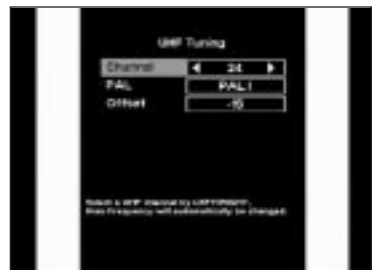 UHF Tuning
Channel 24
PAL PAL I
Offset -15
Select a UHF channel by LEFT/RIGHT.
then frequency will automatically be changed